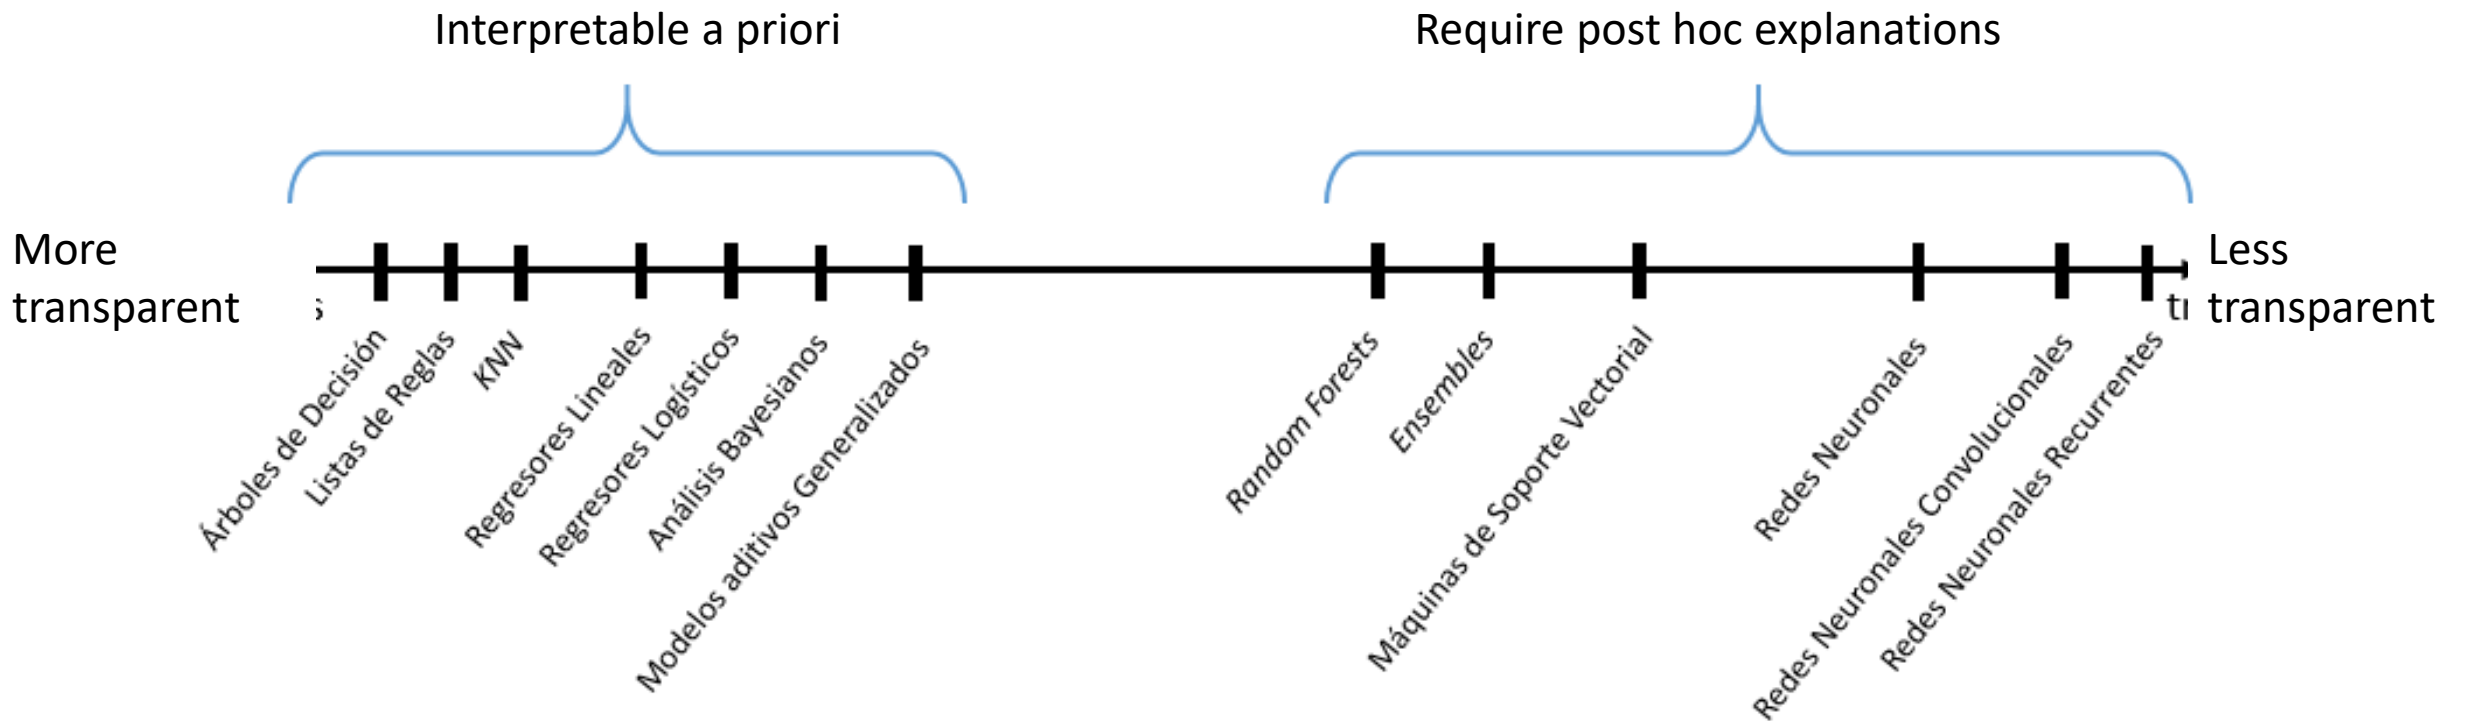 Interpretable a priori
Require post hoc explanations
More
transparent
Less
transparent
s
tr
Árboles de Decisión
Listas de Reglas
KNN
Regresores Lineales
Regresores Logísticos
Análisis Bayesianos
Modelos aditivos Generalizados
Random Forests
Ensembles
Máquinas de Soporte Vectorial
Redes Neuronales
Redes Neuronales Convolucionales
Redes Neuronales Recurrentes